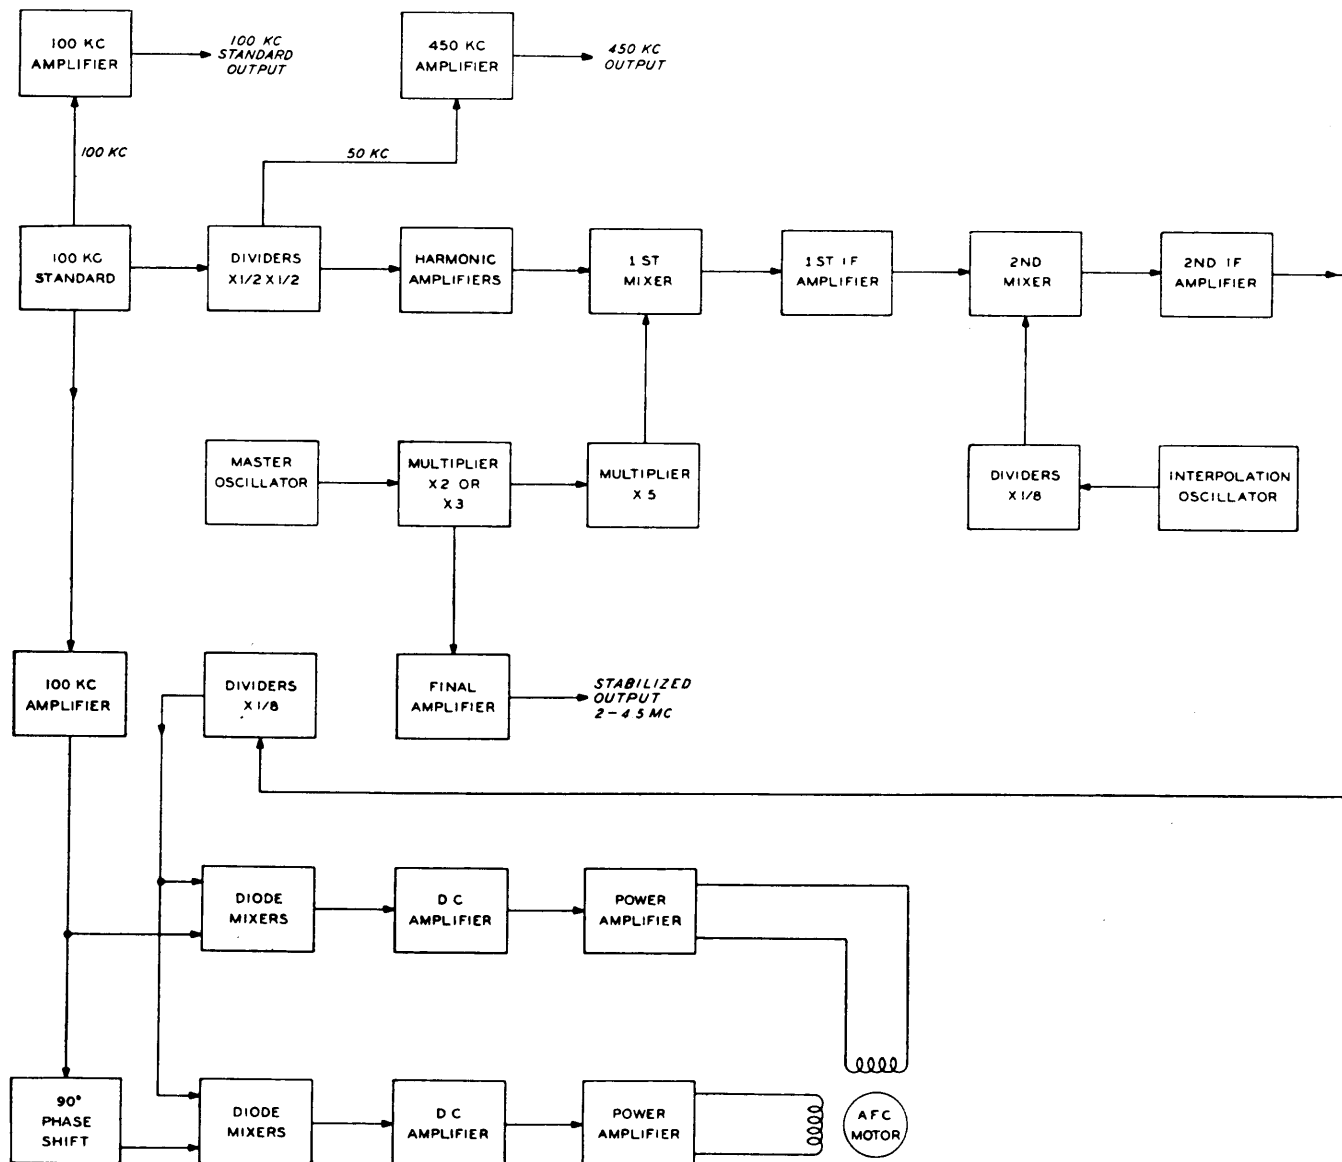 100 KC
AMPLIFIER
100 KC
STANDARD
OUTPUT
450 KC
AMPLIFIER
450 KC
OUTPUT
100 KC
50 KC
100 KC
STANDARD
DIVIDERS
X1/2 X1/2
HARMONIC
AMPLIFIERS
1 ST
MIXER
1 ST IF
AMPLIFIER
2ND
MIXER
2ND IF
AMPLIFIER
MASTER
OSCILLATOR
MULTIPLIER
X2 OR
X3
MULTIPLIER
X 5
DIVIDERS
X 1/8
INTERPOLATION
OSCILLATOR
100 KC
AMPLIFIER
DIVIDERS
X 1/8
FINAL
AMPLIFIER
STABILIZED
OUTPUT
2-4.5 MC
DIODE
MIXERS
D C
AMPLIFIER
POWER
AMPLIFIER
90°
PHASE
SHIFT
DIODE
MIXERS
D C
AMPLIFIER
POWER
AMPLIFIER
A F C
MOTOR